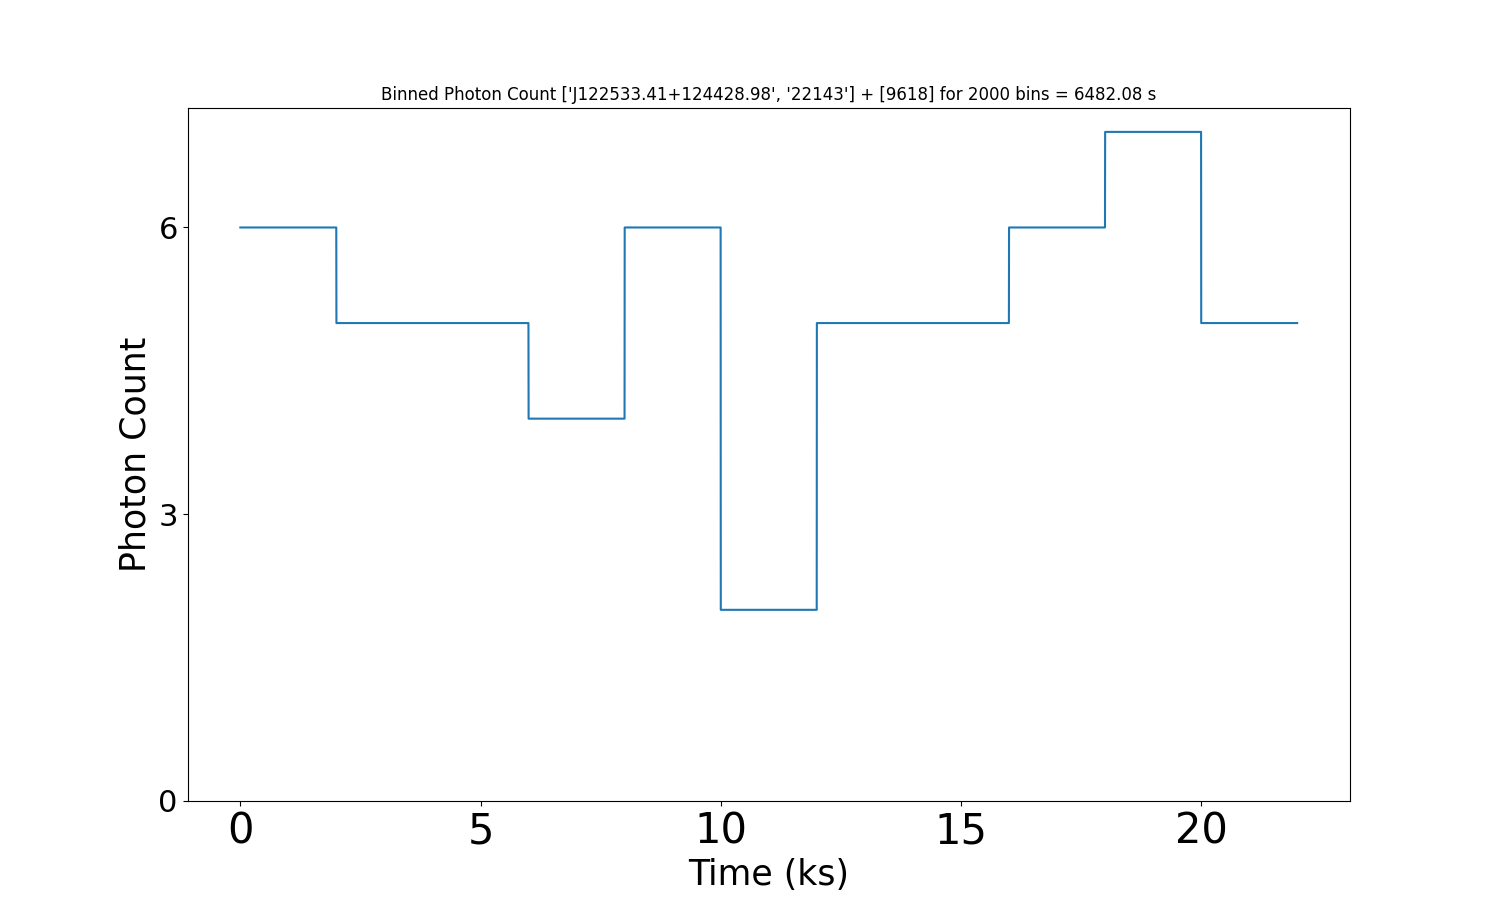 Binned Photon Count ['J122533.41+124428.98', '22143'] + [9618] for 2000 bins = 6482.08 s
Photon Count
6
3
0
0 5 10 15 20
Time (ks)